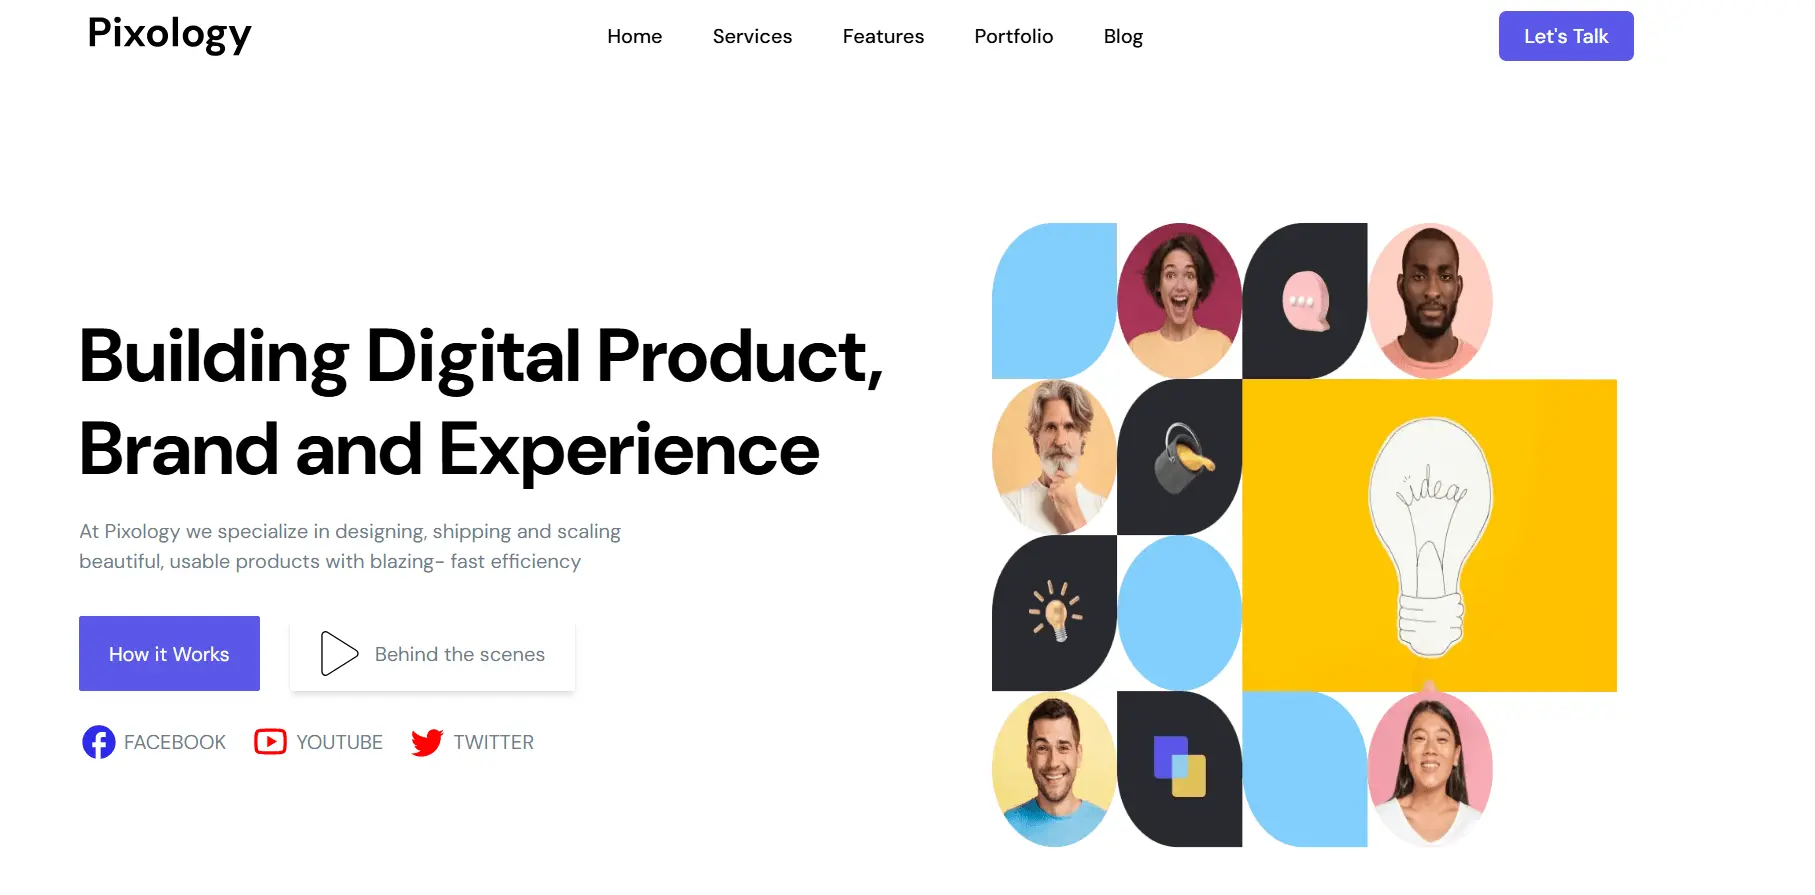 Pixology
Home Services Features Portfolio Blog
Let's Talk
Building Digital Product,
Brand and Experience
At Pixology we specialize in designing, shipping and scaling
beautiful, usable products with blazing- fast efficiency
How it Works
Behind the scenes
FACEBOOK YOUTUBE TWITTER
idea